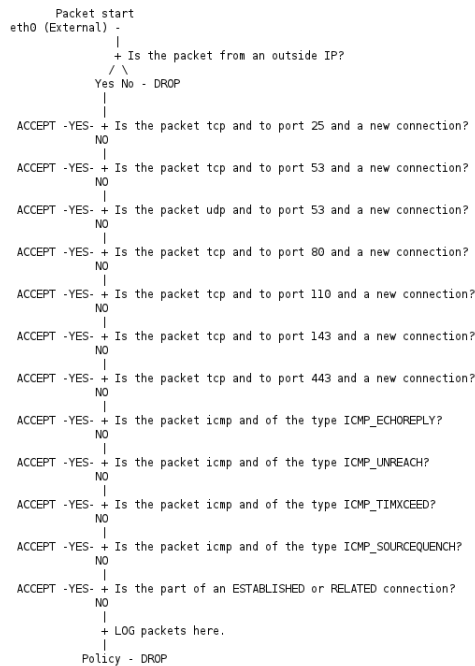 Packet start
eth0 (External) -
|
+ Is the packet from an outside IP?
/ \
Yes No - DROP
|
|
ACCEPT -YES- + Is the packet tcp and to port 25 and a new connection?
NO
|
ACCEPT -YES- + Is the packet tcp and to port 53 and a new connection?
NO
|
ACCEPT -YES- + Is the packet udp and to port 53 and a new connection?
NO
|
ACCEPT -YES- + Is the packet tcp and to port 80 and a new connection?
NO
|
ACCEPT -YES- + Is the packet tcp and to port 110 and a new connection?
NO
|
ACCEPT -YES- + Is the packet tcp and to port 143 and a new connection?
NO
|
ACCEPT -YES- + Is the packet tcp and to port 443 and a new connection?
NO
|
ACCEPT -YES- + Is the packet icmp and of the type ICMP_ECHOREPLY?
NO
|
ACCEPT -YES- + Is the packet icmp and of the type ICMP_UNREACH?
NO
|
ACCEPT -YES- + Is the packet icmp and of the type ICMP_TIMXCEED?
NO
|
ACCEPT -YES- + Is the packet icmp and of the type ICMP_SOURCEQUENCH?
NO
|
ACCEPT -YES- + Is the part of an ESTABLISHED or RELATED connection?
NO
|
+ LOG packets here.
|
Policy - DROP